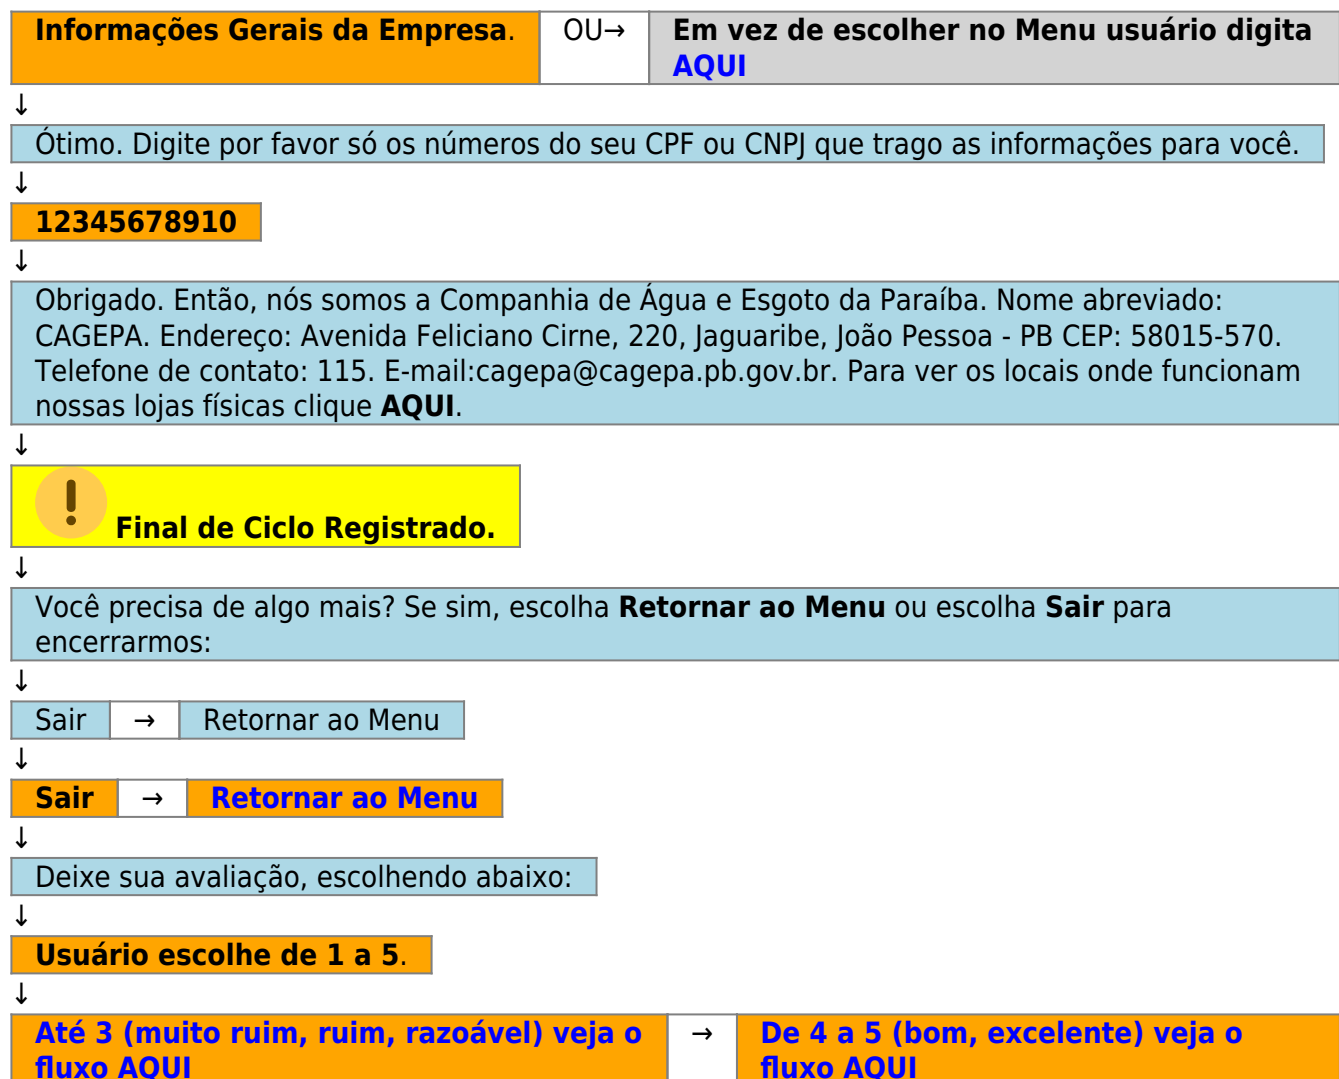 Informações Gerais da Empresa. OU→ Em vez de escolher no Menu usuário digita
AQUI
↓
Ótimo. Digite por favor só os números do seu CPF ou CNPJ que trago as informações para você.
↓
12345678910
↓
Obrigado. Então, nós somos a Companhia de Água e Esgoto da Paraíba. Nome abreviado:
CAGEPA. Endereço: Avenida Feliciano Cirne, 220, Jaguaribe, João Pessoa - PB CEP: 58015-570.
Telefone de contato: 115. E-mail:cagepa@cagepa.pb.gov.br. Para ver os locais onde funcionam
nossas lojas físicas clique AQUI.
↓
Final de Ciclo Registrado.
↓
Você precisa de algo mais? Se sim, escolha Retornar ao Menu ou escolha Sair para
encerrarmos:
↓
Sair → Retornar ao Menu
↓
Sair → Retornar ao Menu
↓
Deixe sua avaliação, escolhendo abaixo:
↓
Usuário escolhe de 1 a 5.
↓
Até 3 (muito ruim, ruim, razoável) veja o
fluxo AQUI
→
De 4 a 5 (bom, excelente) veja o
fluxo AQUI